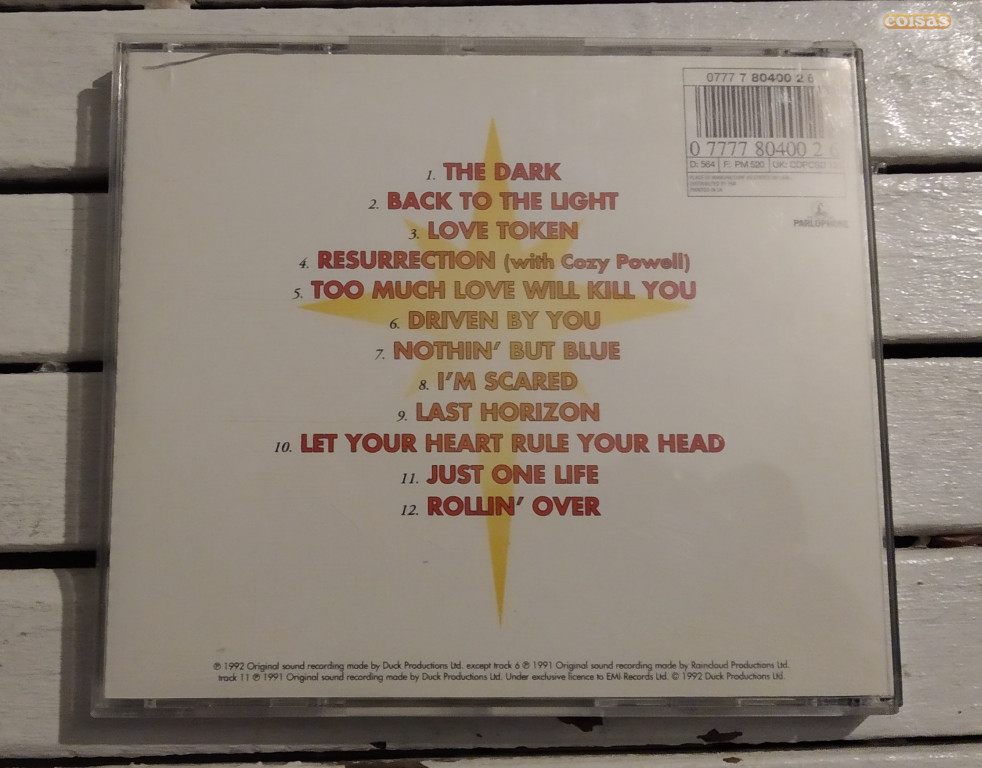 coisas
0777 7 80400 2 6
0 7777 80400 2
D: 564 F: PM 520 UK:
PARLOPHONE
1. THE DARK
2. BACK TO THE LIGHT
3. LOVE TOKEN
4. RESURRECTION (with Cozy Powell)
5. TOO MUCH LOVE WILL KILL YOU
6. DRIVEN BY YOU
7. NOTHIN' BUT BLUE
8. I'M SCARED
9. LAST HORIZON
10. LET YOUR HEART RULE YOUR HEAD
11. JUST ONE LIFE
12. ROLLIN' OVER
℗ 1992 Original sound recording made by Duck Productions Ltd. except track 6 ℗ 1991 Original sound recording made by Raincloud Productions Ltd.
track 11 ℗ 1991 Original sound recording made by Duck Productions Ltd. Under exclusive licence to EMI Records Ltd. © 1992 Duck Productions Ltd.